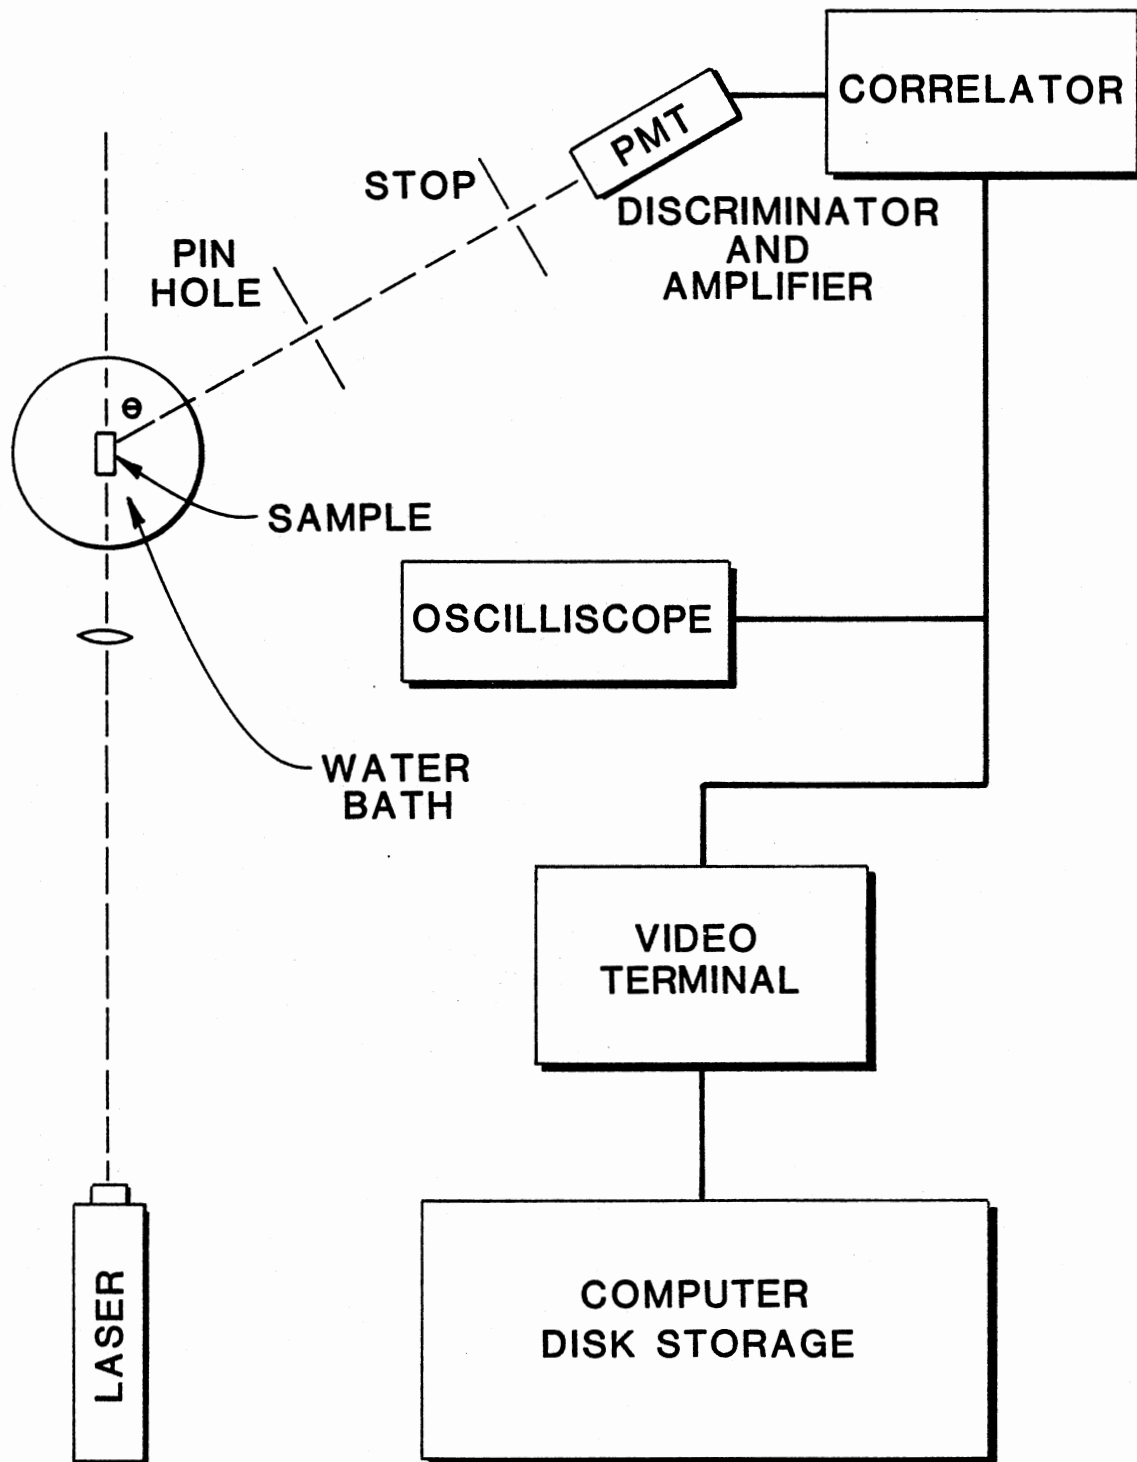 CORRELATOR
PMT
STOP
DISCRIMINATOR
AND
AMPLIFIER
PIN
HOLE
Θ
SAMPLE
OSCILLISCOPE
WATER
BATH
VIDEO
TERMINAL
LASER
COMPUTER
DISK STORAGE